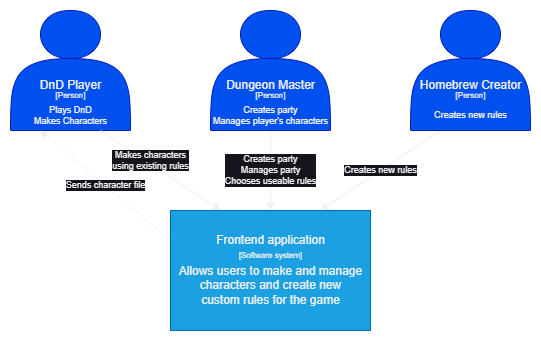 DnD Player
[Person]
Plays DnD
Makes Characters
Dungeon Master
[Person]
Creates party
Manages player's characters
Homebrew Creator
[Person]
Creates new rules
Makes characters
using existing rules
Sends character file
Creates party
Manages party
Chooses useable rules
Creates new rules
Frontend application
[Software system]
Allows users to make and manage
characters and create new
custom rules for the game